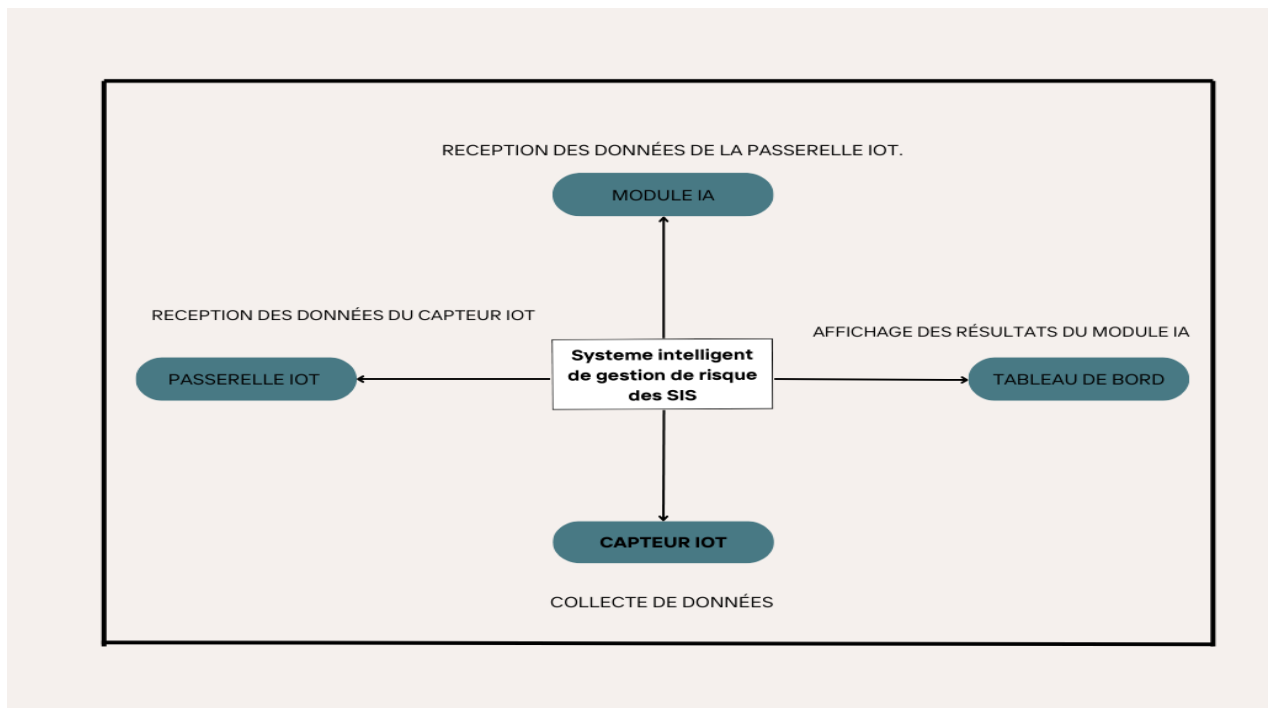 RECEPTION DES DONNÉES DE LA PASSERELLE IOT.
MODULE IA
RECEPTION DES DONNÉES DU CAPTEUR IOT
PASSERELLE IOT
Systeme intelligent
de gestion de risque
des SIS
AFFICHAGE DES RÉSULTATS DU MODULE IA
TABLEAU DE BORD
CAPTEUR IOT
COLLECTE DE DONNÉES